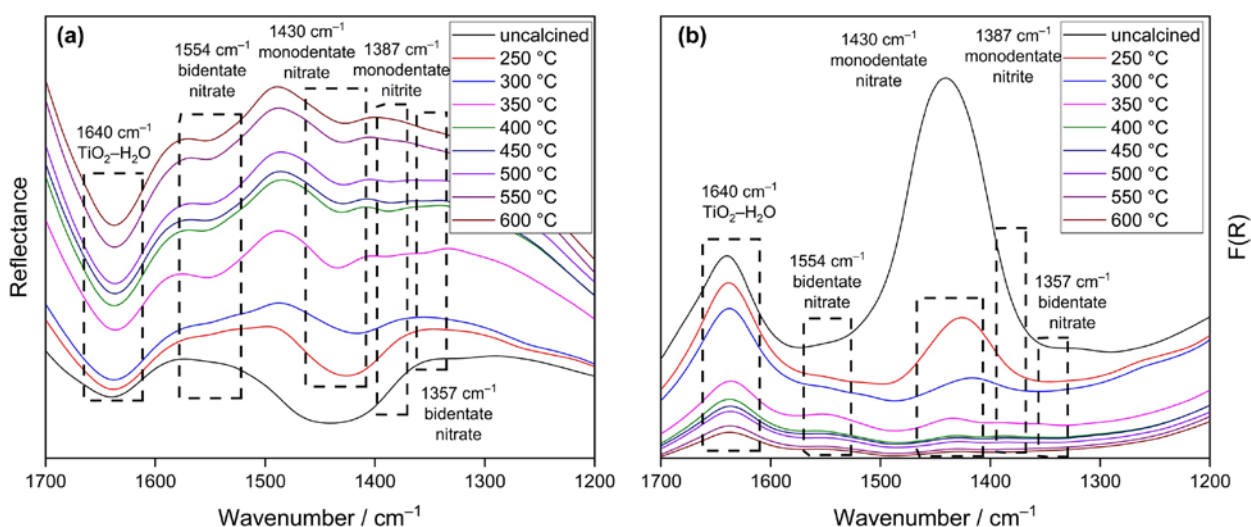 (a)
1430 cm⁻¹
monodentate
nitrate
1554 cm⁻¹
bidentate
nitrate
1387 cm⁻¹
monodentate
nitrite
1640 cm⁻¹
TiO₂–H₂O
1357 cm⁻¹
bidentate
nitrate
uncalcined
250 °C
300 °C
350 °C
400 °C
450 °C
500 °C
550 °C
600 °C
Reflectance
1700
1600
1500
1400
1300
1200
Wavenumber / cm⁻¹
(b)
1430 cm⁻¹
monodentate
nitrate
1387 cm⁻¹
monodentate
nitrite
1640 cm⁻¹
TiO₂–H₂O
1554 cm⁻¹
bidentate
nitrate
1357 cm⁻¹
bidentate
nitrate
uncalcined
250 °C
300 °C
350 °C
400 °C
450 °C
500 °C
550 °C
600 °C
F(R)
1700
1600
1500
1400
1300
1200
Wavenumber / cm⁻¹